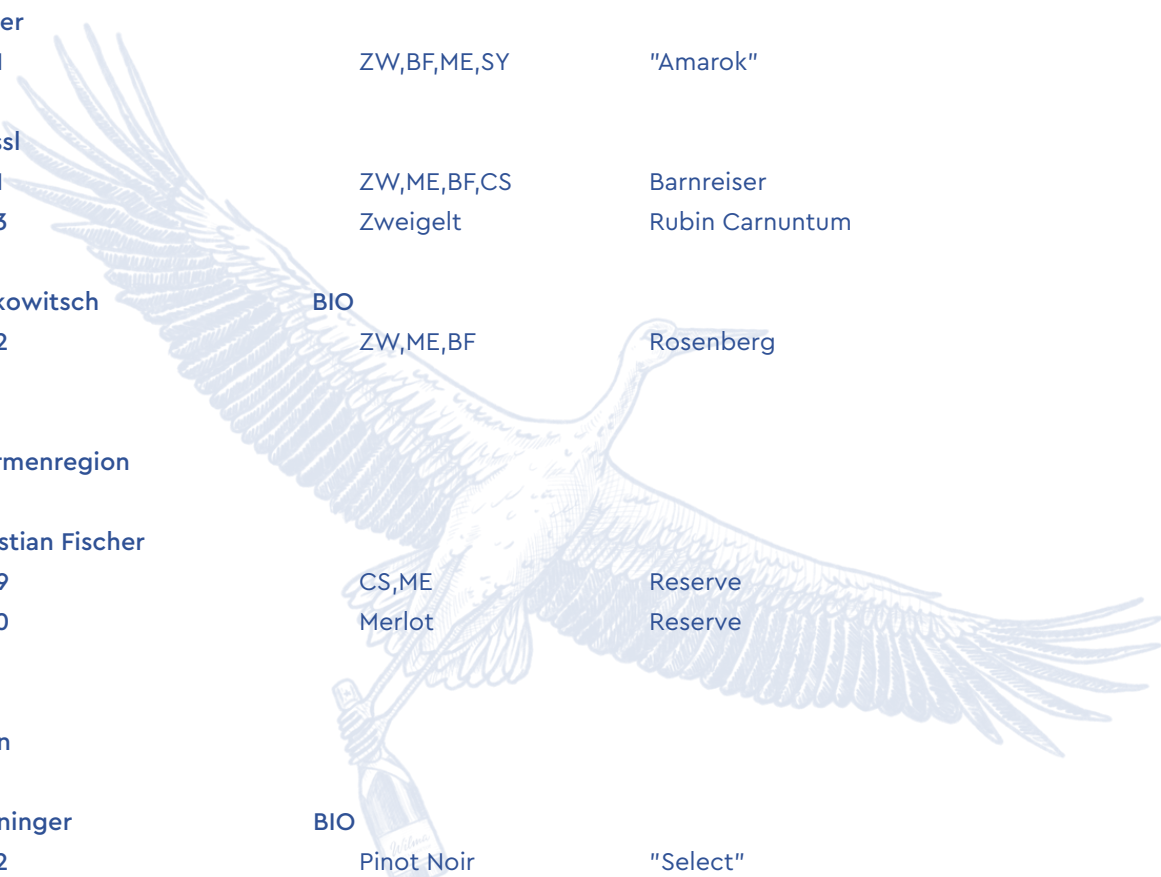 er
1 ZW,BF,ME,SY "Amarok"
ssl
1 ZW,ME,BF,CS Barnreiser
3 Zweigelt Rubin Carnuntum
kowitsch BIO
2 ZW,ME,BF Rosenberg
rmenregion
stian Fischer
9 CS,ME Reserve
0 Merlot Reserve
n
ninger BIO
Wilma
2 Pinot Noir "Select"